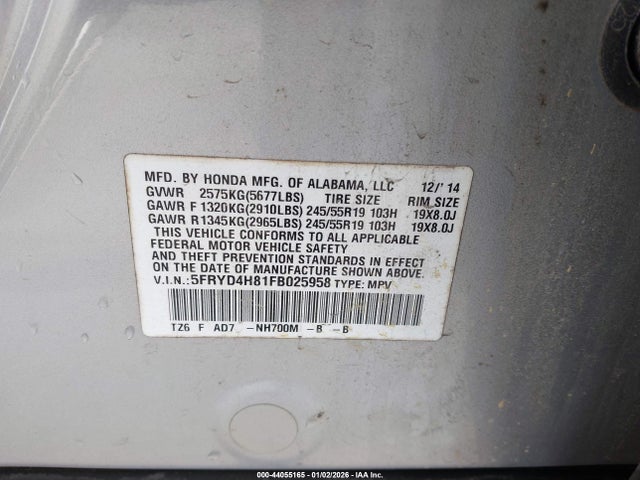 MFD. BY HONDA MFG. OF ALABAMA, LLC 12/'14
GVWR 2575KG(5677LBS) TIRE SIZE RIM SIZE
GAWR F 1320KG(2910LBS) 245/55R19 103H 19X8.0J
GAWR R1345KG(2965LBS) 245/55R19 103H 19X8.0J
THIS VEHICLE CONFORMS TO ALL APPLICABLE
FEDERAL MOTOR VEHICLE SAFETY
AND THEFT PREVENTION STANDARDS IN EFFECT
ON THE DATE OF MANUFACTURE SHOWN ABOVE.
V.I.N.:5FRYD4H81FB025958 TYPE: MPV
TZ6 F AD7 -NH700M -B -B
000-44055165 - 01/02/2026 - IAA Inc.